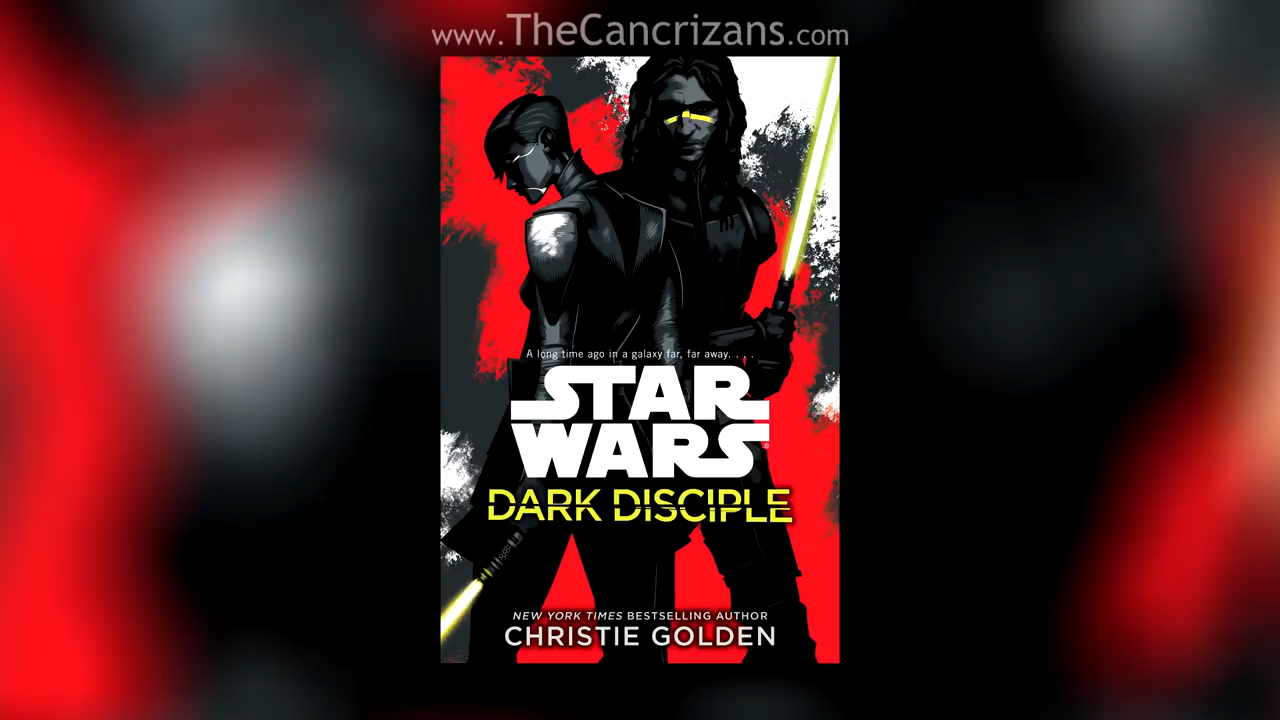 www.TheCancrizans.com
A long time ago in a galaxy far, far away. . . .
STAR
WARS
DARK DISCIPLE
NEW YORK TIMES BESTSELLING AUTHOR
CHRISTIE GOLDEN